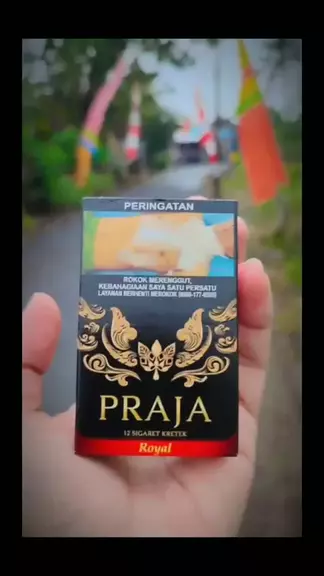 PERINGATAN
ROKOK MERENGGUT,
KEBAHAGIAAN SAYA SATU PERSATU
LAYANAN BERHENTI MEROKOK (0800-177-6565)
PRAJA
12 SIGARET KRETEK
Royal